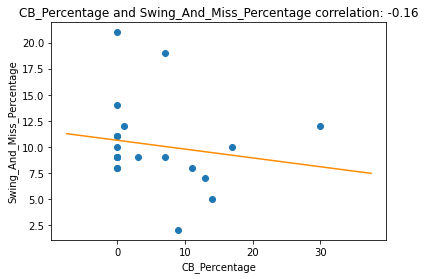 CB_Percentage and Swing_And_Miss_Percentage correlation: -0.16
Swing_And_Miss_Percentage
20.0
17.5
15.0
12.5
10.0
7.5
5.0
2.5
0 10 20 30
CB_Percentage